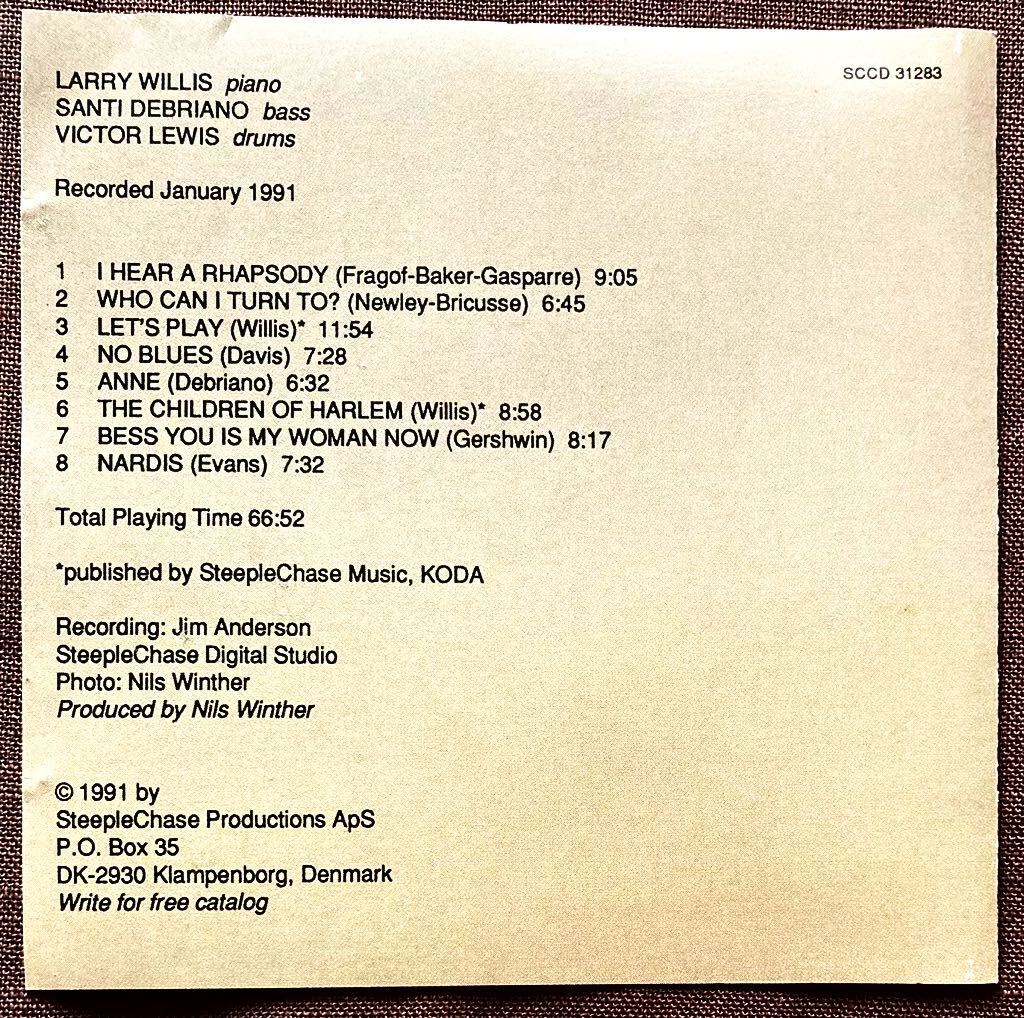 LARRY WILLIS piano
SCCD 31283
SANTI DEBRIANO bass
VICTOR LEWIS drums
Recorded January 1991
1 I HEAR A RHAPSODY (Fragof-Baker-Gasparre) 9:05
2 WHO CAN I TURN TO? (Newley-Bricusse) 6:45
3 LET'S PLAY (Willis)* 11:54
4 NO BLUES (Davis) 7:28
5 ANNE (Debriano) 6:32
6 THE CHILDREN OF HARLEM (Willis)* 8:58
7 BESS YOU IS MY WOMAN NOW (Gershwin) 8:17
8 NARDIS (Evans) 7:32
Total Playing Time 66:52
*published by SteepleChase Music, KODA
Recording: Jim Anderson
SteepleChase Digital Studio
Photo: Nils Winther
Produced by Nils Winther
© 1991 by
SteepleChase Productions ApS
P.O. Box 35
DK-2930 Klampenborg, Denmark
Write for free catalog